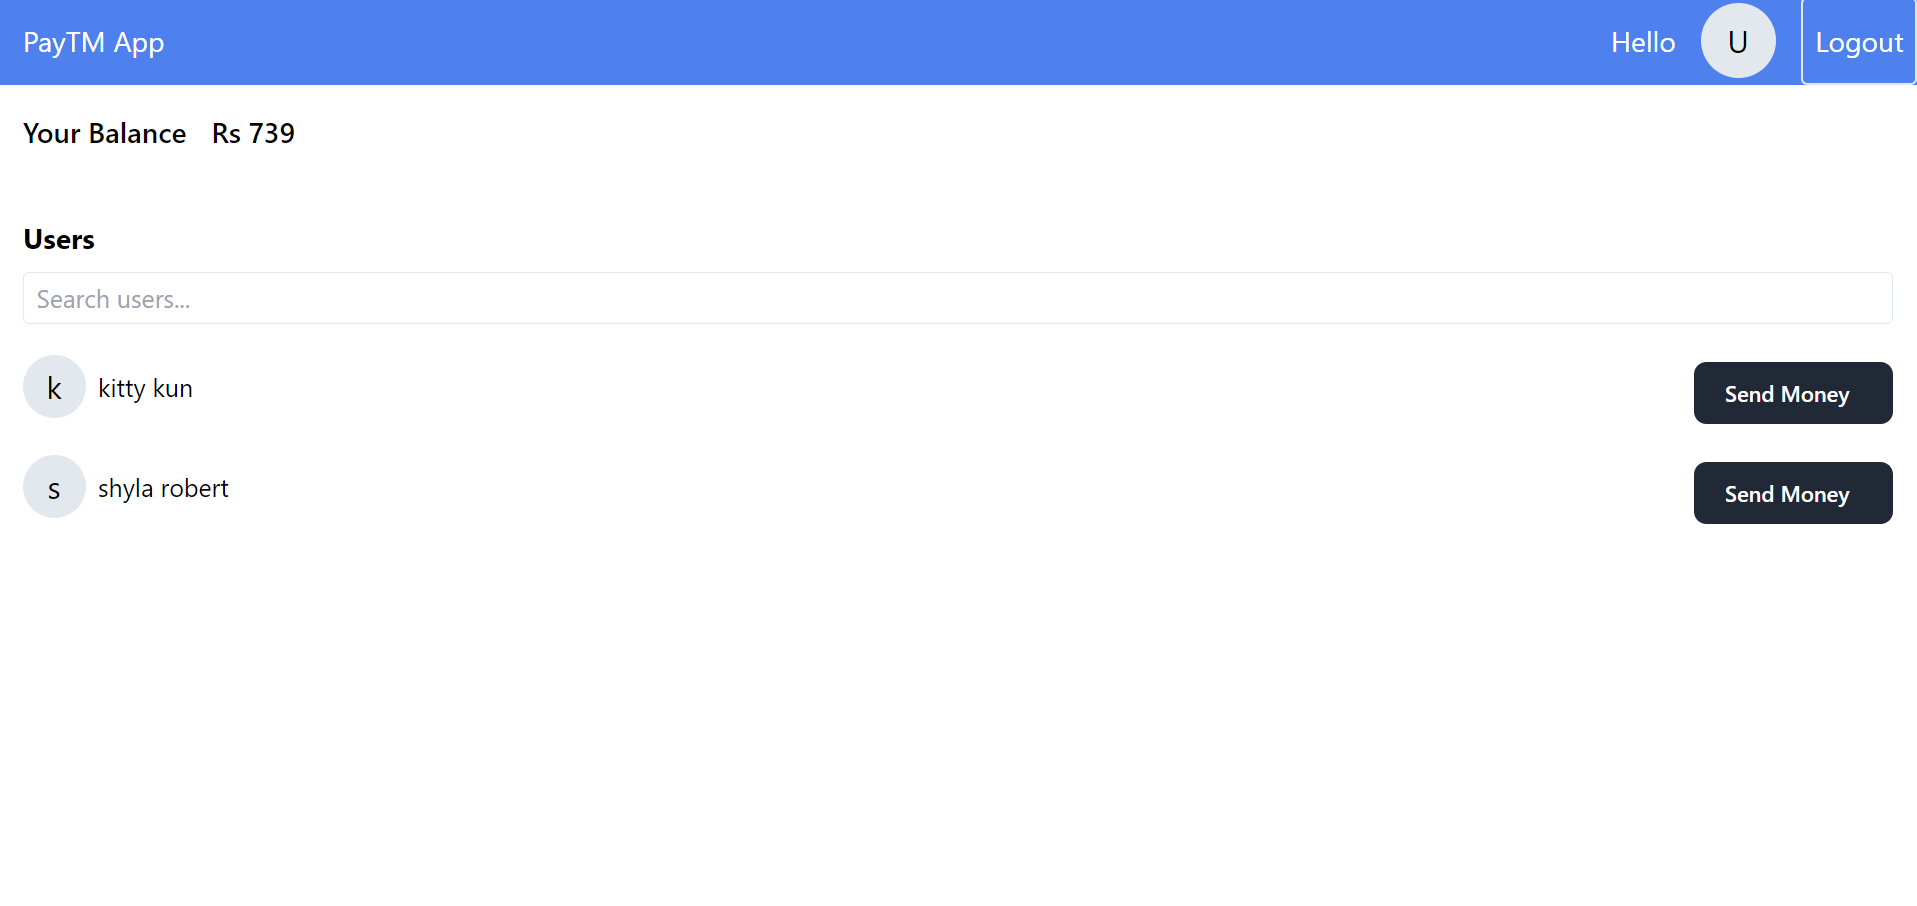 PayTM App Hello U Logout
Your Balance Rs 739
Users
Search users...
k kitty kun Send Money
s shyla robert Send Money